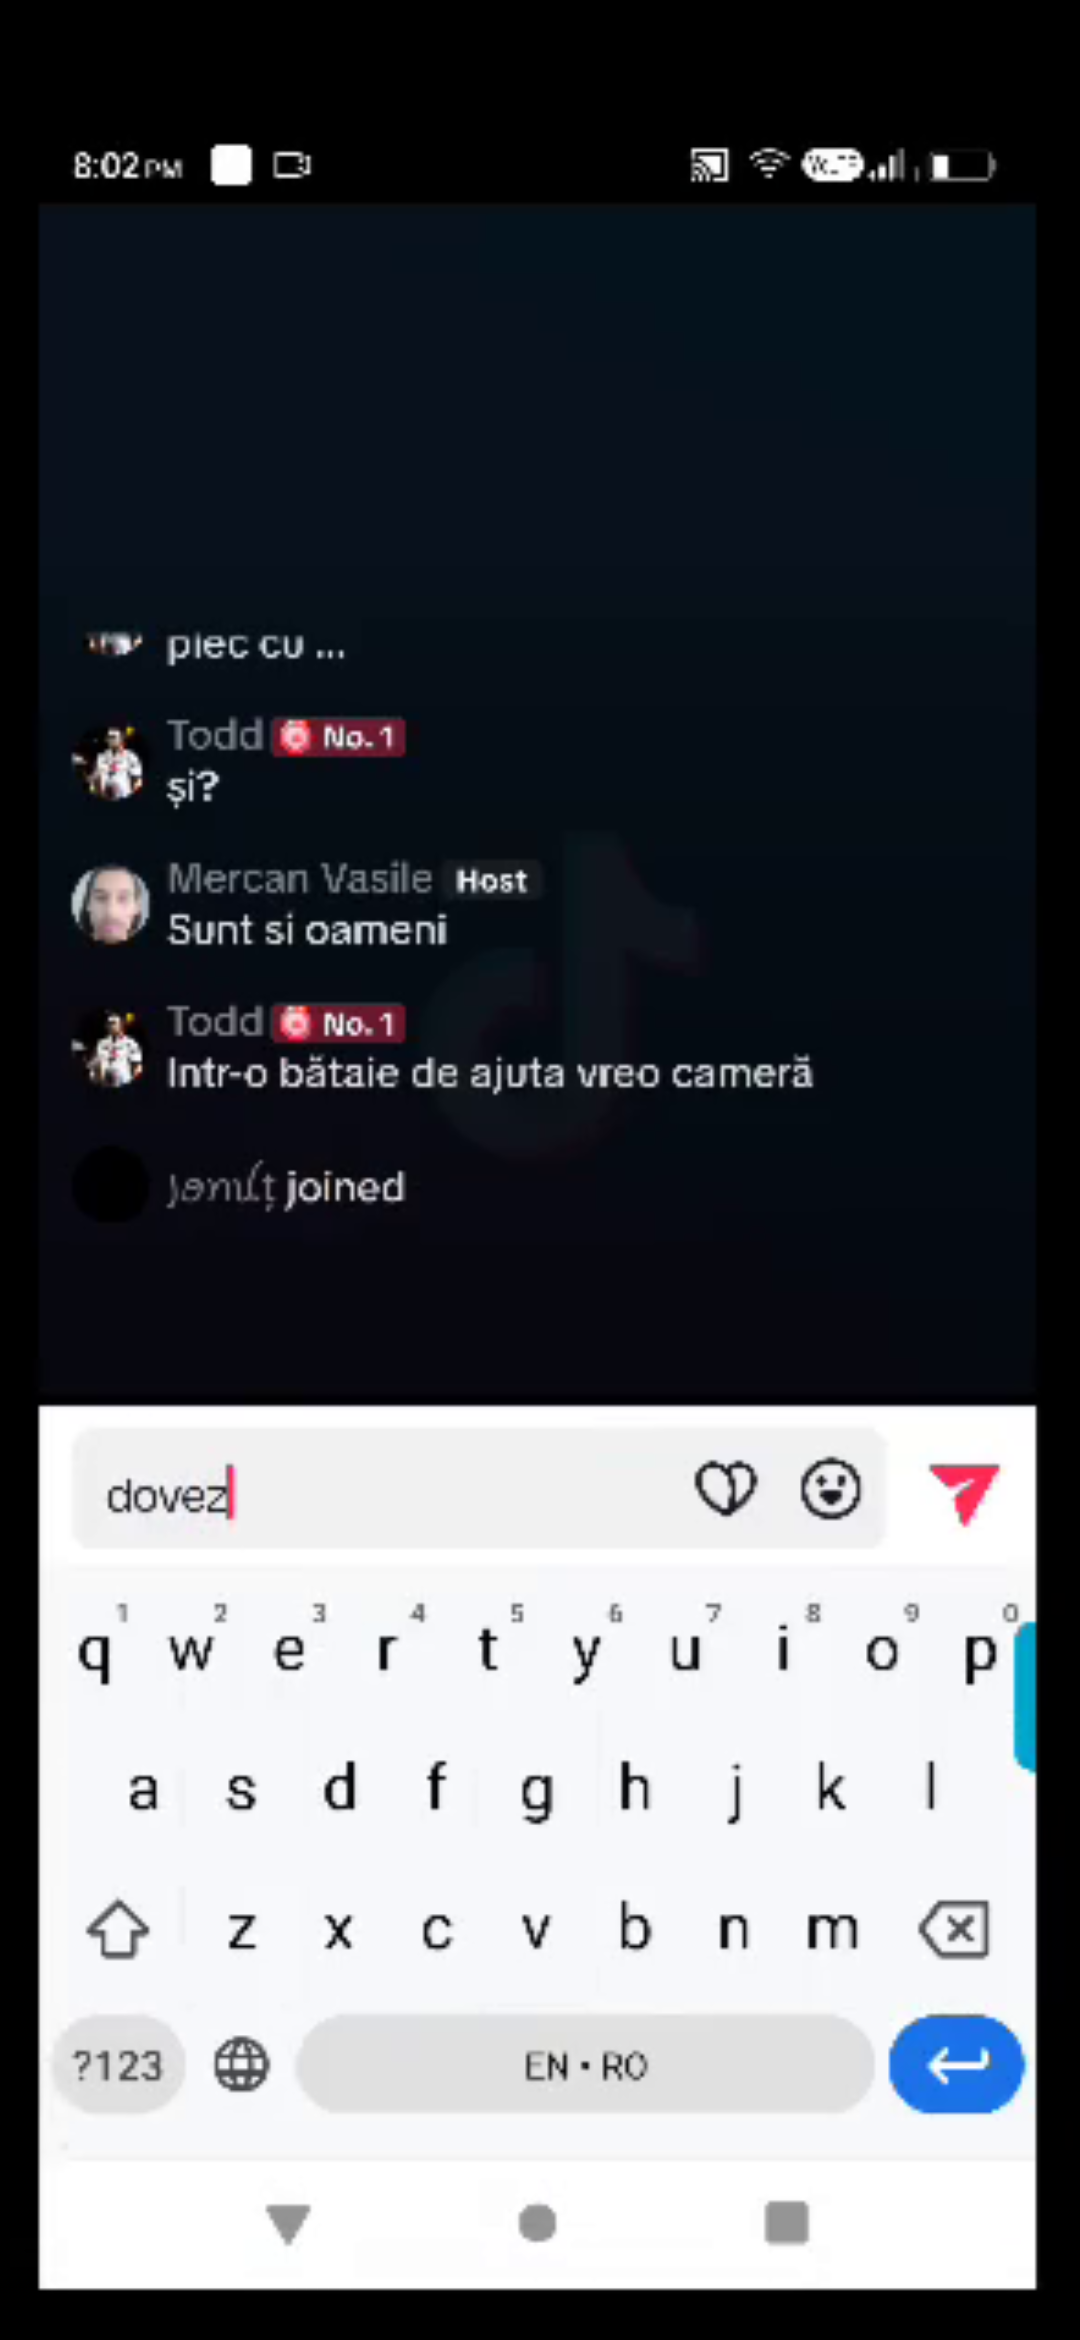 8:02 PM
plec cu ...
Todd No. 1
și?
Mercan Vasile Host
Sunt si oameni
Todd No. 1
Intr-o bătaie de ajuta vreo cameră
joined
dovez
1 2 3 4 5 6 7 8 9 0
q w e r t y u i o p
a s d f g h j k l
z x c v b n m
?123 EN • RO